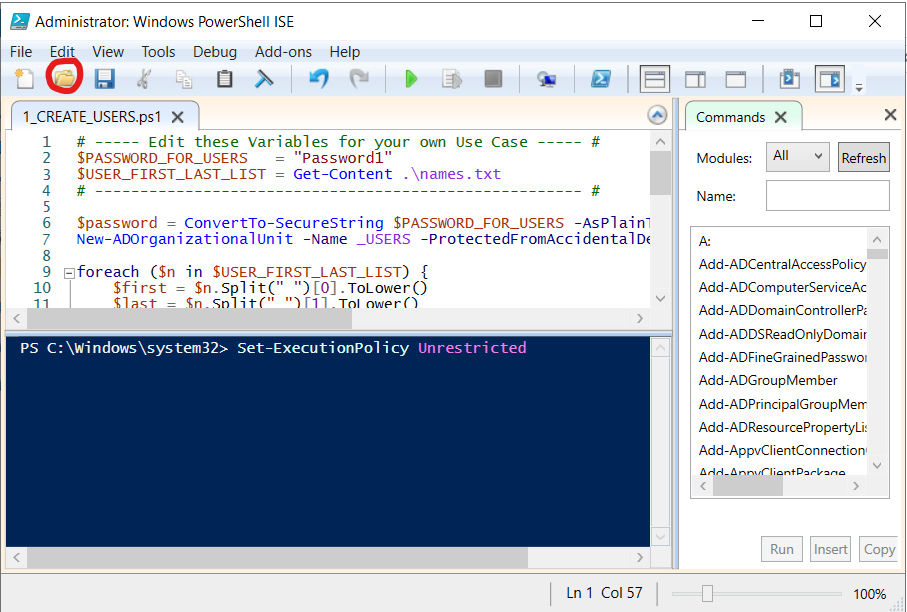 Administrator: Windows PowerShell ISE
File Edit View Tools Debug Add-ons Help
1_CREATE_USERS.ps1
1 # ----- Edit these Variables for your own Use Case ----- #
2 $PASSWORD_FOR_USERS   = "Password1"
3 $USER_FIRST_LAST_LIST = Get-Content .\names.txt
4 # ------------------------------------------------------ #
5
6 $password = ConvertTo-SecureString $PASSWORD_FOR_USERS -AsPlainT
7 New-ADOrganizationalUnit -Name _USERS -ProtectedFromAccidentalDe
8
9 foreach ($n in $USER_FIRST_LAST_LIST) {
10     $first = $n.Split(" ")[0].ToLower()
11     $last = $n.Split(" ")[1].ToLower()
PS C:\Windows\system32> Set-ExecutionPolicy Unrestricted
Commands
Modules: All Refresh
Name:
A:
Add-ADCentralAccessPolicy
Add-ADComputerServiceAc
Add-ADDomainControllerPa
Add-ADDSReadOnlyDomain
Add-ADFineGrainedPasswor
Add-ADGroupMember
Add-ADPrincipalGroupMem
Add-ADResourcePropertyLis
Add-AppvClientConnection
Add-AppvClientPackage
Run Insert Copy
Ln 1 Col 57 100%